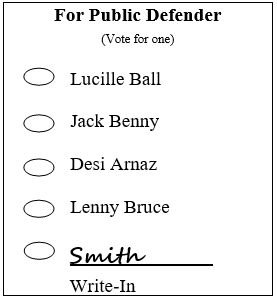 For Public Defender
(Vote for one)
Lucille Ball
Jack Benny
Desi Arnaz
Lenny Bruce
Smith
Write-In